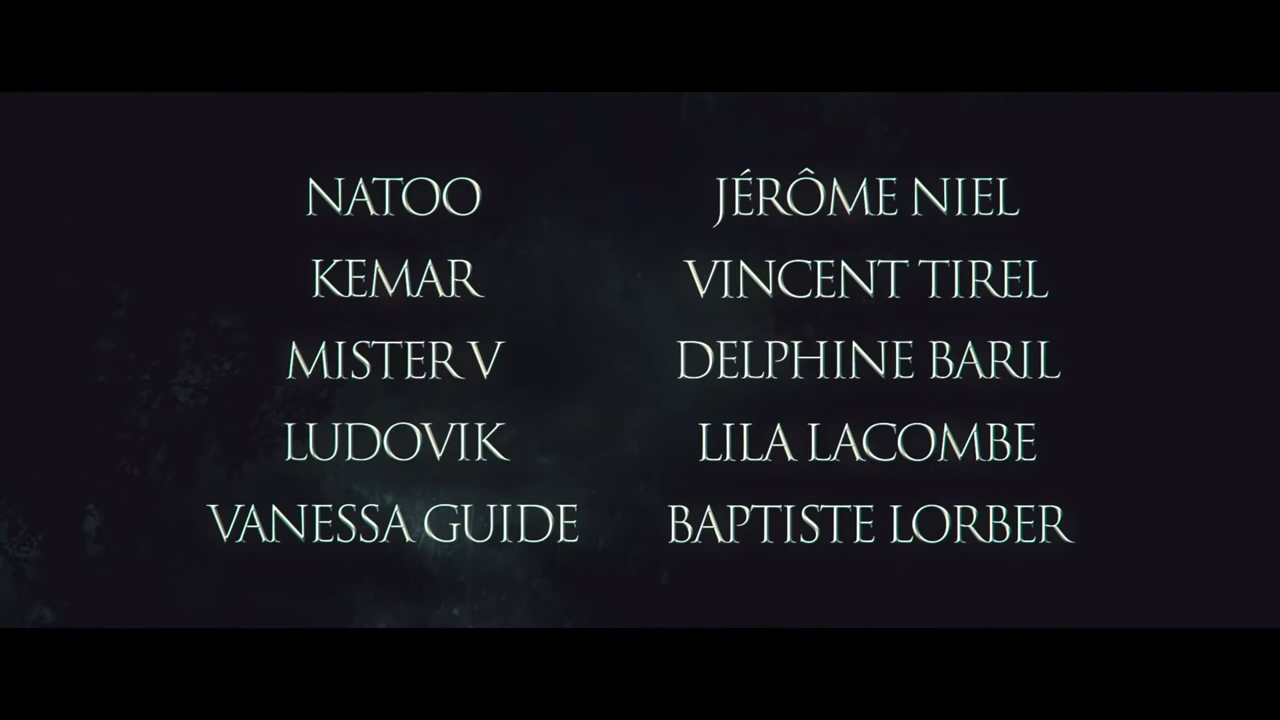 NATOO
KEMAR
MISTER V
LUDOVIK
VANESSA GUIDE
JÉRÔME NIEL
VINCENT TIREL
DELPHINE BARIL
LILA LACOMBE
BAPTISTE LORBER